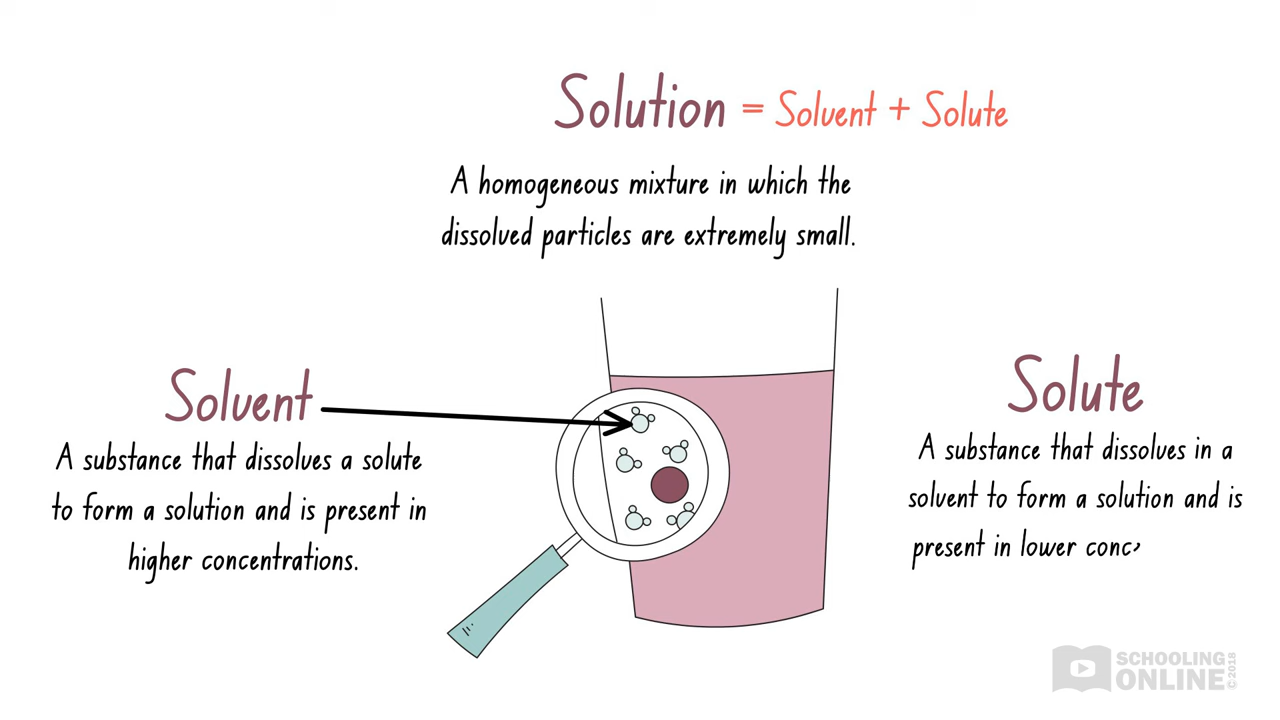 Solution = Solvent + Solute
A homogeneous mixture in which the
dissolved particles are extremely small.
Solvent
A substance that dissolves a solute
to form a solution and is present in
higher concentrations.
Solute
A substance that dissolves in a
solvent to form a solution and is
present in lower conc
SCHOOLING
ONLINE
©2018